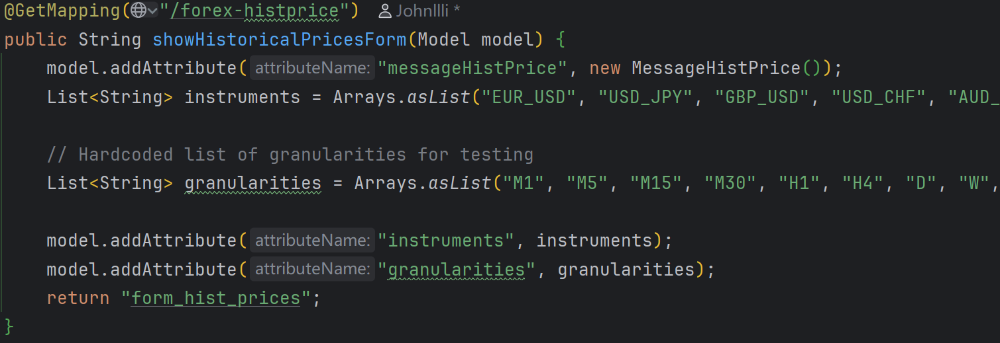 @GetMapping("/forex-histprice") Johnllli *
public String showHistoricalPricesForm(Model model) {
model.addAttribute( attributeName: "messageHistPrice", new MessageHistPrice());
List<String> instruments = Arrays.asList("EUR_USD", "USD_JPY", "GBP_USD", "USD_CHF", "AUD_
// Hardcoded list of granularities for testing
List<String> granularities = Arrays.asList("M1", "M5", "M15", "M30", "H1", "H4", "D", "W",
model.addAttribute( attributeName: "instruments", instruments);
model.addAttribute( attributeName: "granularities", granularities);
return "form_hist_prices";
}